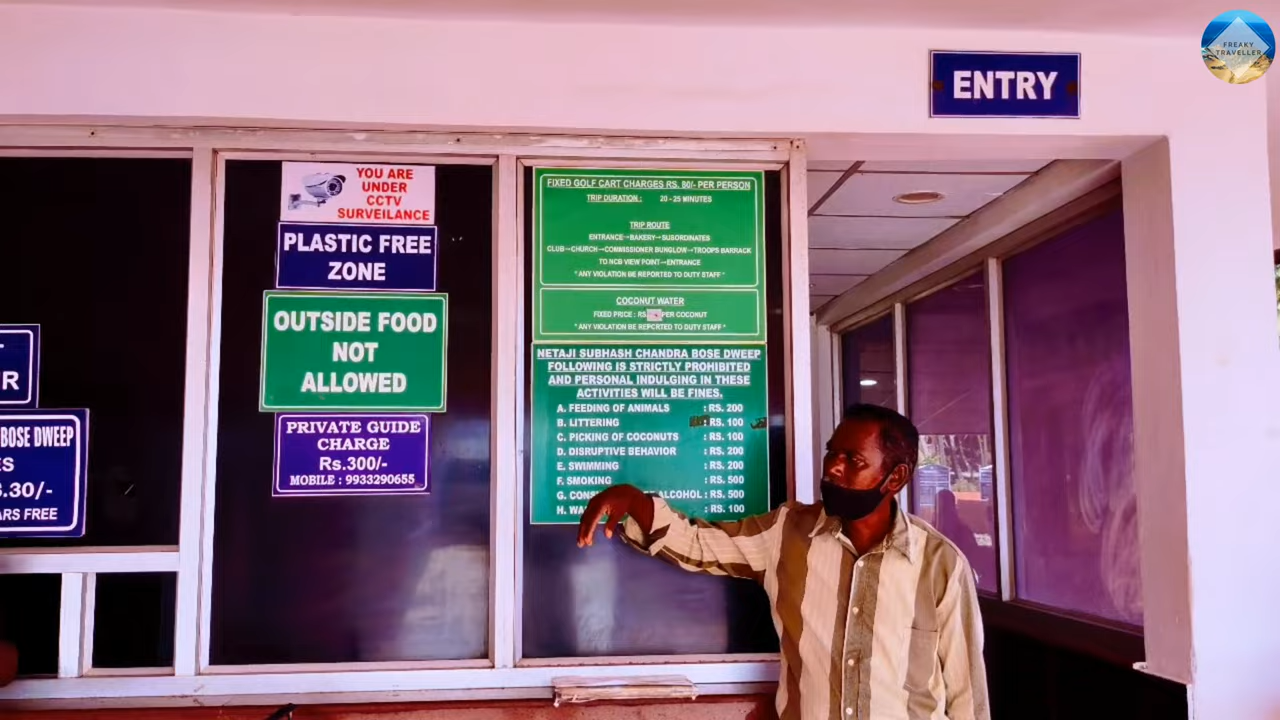 FREAKY
TRAVELLER
ENTRY
YOU ARE
UNDER
CCTV
SURVEILANCE
PLASTIC FREE
ZONE
OUTSIDE FOOD
NOT
ALLOWED
PRIVATE GUIDE
CHARGE
Rs.300/-
MOBILE : 9933290655
R
BOSE DWEEP
ES
.30/-
ARS FREE
FIXED GOLF CART CHARGES RS. 80/- PER PERSON
TRIP DURATION : 20 - 25 MINUTES
TRIP ROUTE
ENTRANCE→BAKERY→SUBORDINATES
CLUB→CHURCH→COMMISSIONER BUNGLOW→TROOPS BARRACK
TO NCB VIEW POINT→ENTRANCE
" ANY VIOLATION BE REPORTED TO DUTY STAFF "
COCONUT WATER
FIXED PRICE : RS. PER COCONUT
" ANY VIOLATION BE REPORTED TO DUTY STAFF "
NETAJI SUBHASH CHANDRA BOSE DWEEP
FOLLOWING IS STRICTLY PROHIBITED
AND PERSONAL INDULGING IN THESE
ACTIVITIES WILL BE FINES.
A. FEEDING OF ANIMALS : RS. 200
B. LITTERING : RS. 100
C. PICKING OF COCONUTS : RS. 100
D. DISRUPTIVE BEHAVIOR : RS. 200
E. SWIMMING : RS. 200
F. SMOKING : RS. 500
G. ALCOHOL : RS. 500
H. : RS. 100